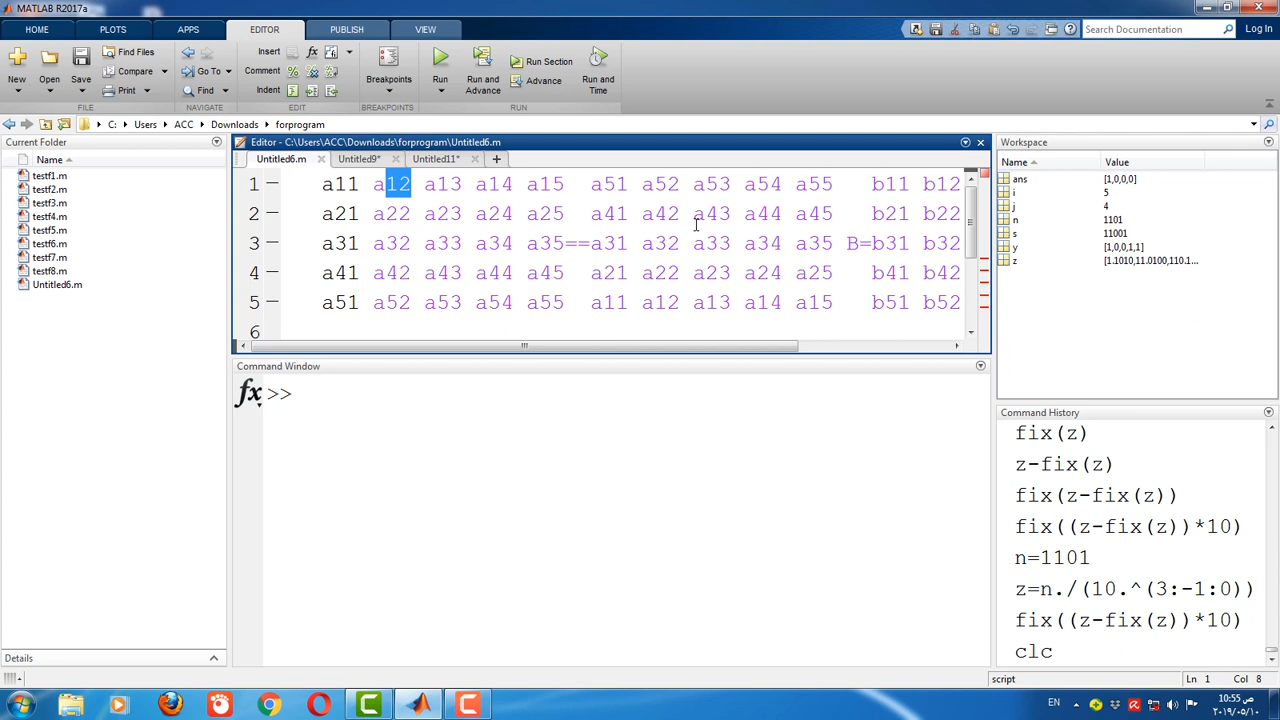 MATLAB R2017a
HOME PLOTS APPS EDITOR PUBLISH VIEW Search Documentation Log In
New Open Save Find Files Compare Print Go To Find Insert Comment Indent fx Breakpoints Run Run and Advance Run Section Advance Run and Time
FILE NAVIGATE EDIT BREAKPOINTS RUN
C: Users ACC Downloads forprogram
Current Folder
Name
testf1.m
testf2.m
testf3.m
testf4.m
testf5.m
testf6.m
testf7.m
testf8.m
Untitled6.m
Details
Editor - C:\Users\ACC\Downloads\forprogram\Untitled6.m
Untitled6.m Untitled9* Untitled11*
1 a11 a12 a13 a14 a15 a51 a52 a53 a54 a55 b11 b12
2 a21 a22 a23 a24 a25 a41 a42 a43 a44 a45 b21 b22
3 a31 a32 a33 a34 a35==a31 a32 a33 a34 a35 B=b31 b32
4 a41 a42 a43 a44 a45 a21 a22 a23 a24 a25 b41 b42
5 a51 a52 a53 a54 a55 a11 a12 a13 a14 a15 b51 b52
6
Command Window
fx >>
Workspace
Name Value
ans [1,0,0,0]
i 5
j 4
n 1101
s 11001
y [1,0,0,1,1]
z [1.1010,11.0100,110.1...
Command History
fix(z)
z-fix(z)
fix(z-fix(z))
fix((z-fix(z))*10)
n=1101
z=n./(10.^(3:-1:0))
fix((z-fix(z))*10)
clc
script Ln 1 Col 8
EN 10:55 ص
٢٠١٩/٠٥/١٠